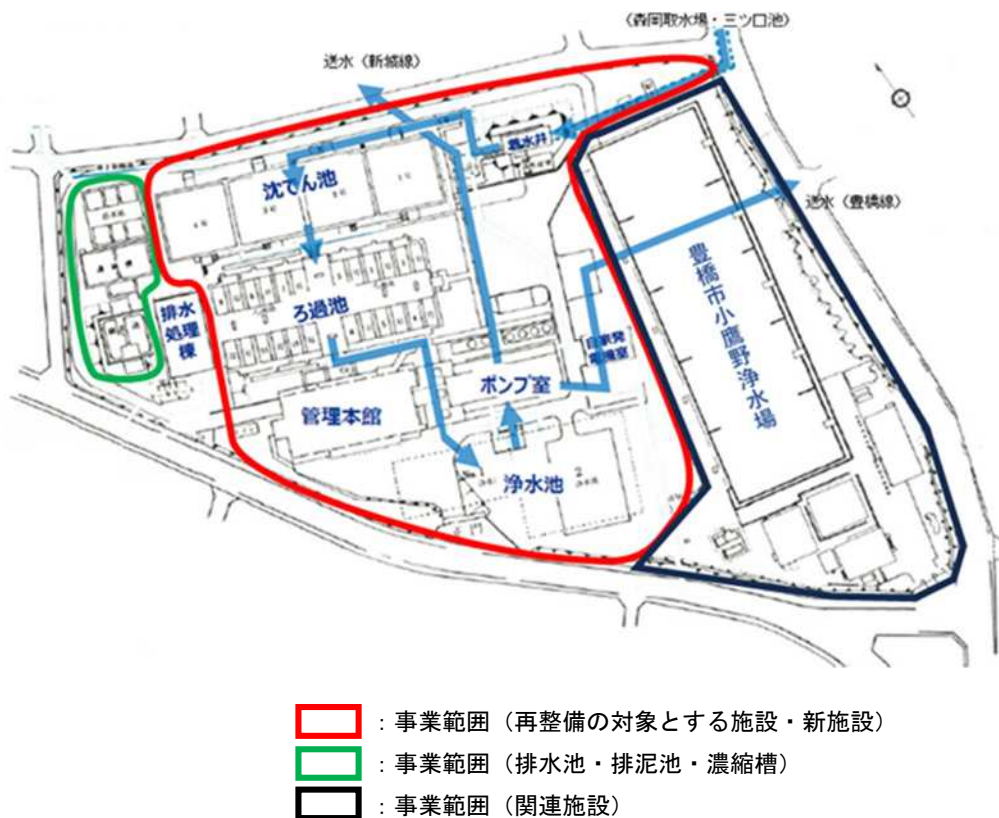 （森岡取水場・三ツ口池）
送水（新城線）
着水井
沈でん池
送水（豊橋線）
排水
処理
棟
ろ過池
豊橋市小鷹野浄水場
自家発
電機室
ポンプ室
管理本館
浄水池
2
浄水池
：事業範囲（再整備の対象とする施設・新施設）
：事業範囲（排水池・排泥池・濃縮槽）
：事業範囲（関連施設）